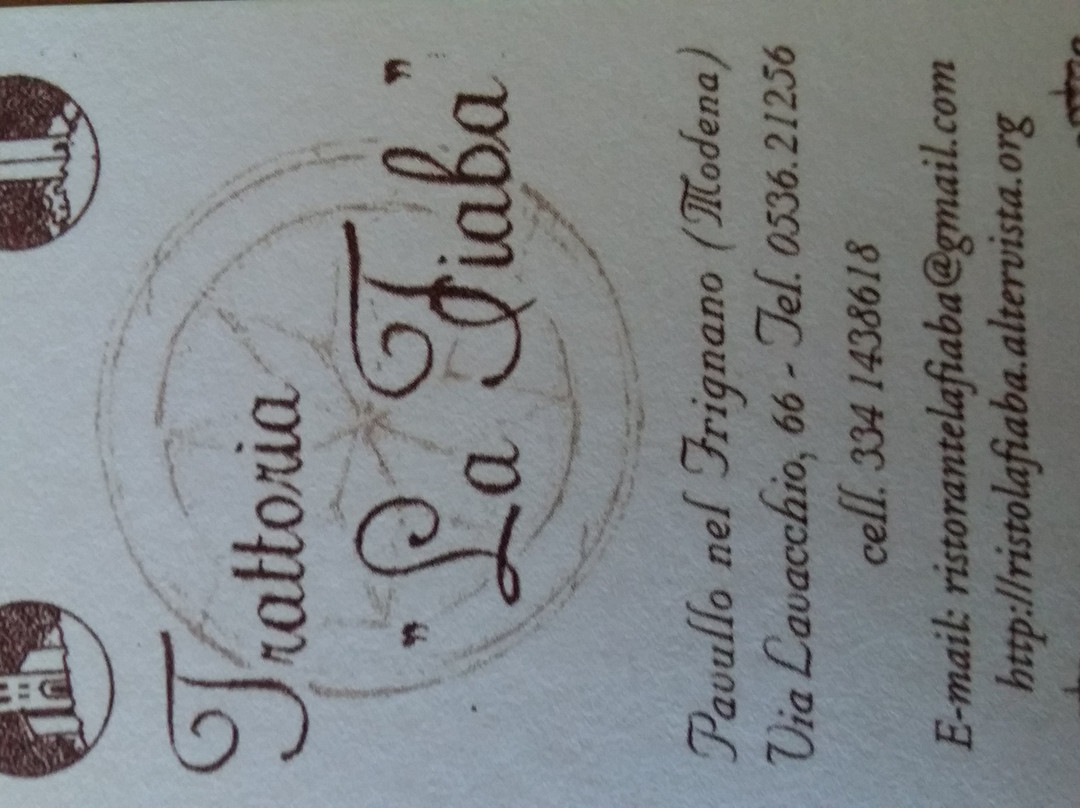 Trattoria
"La Fiaba"
Pavullo nel Frignano (Modena)
Via Lavacchio, 66 - Tel. 0536.21256
cell. 334 1438618
E-mail: ristorantelafiaba@gmail.com
http://ristolafiaba.altervista.org